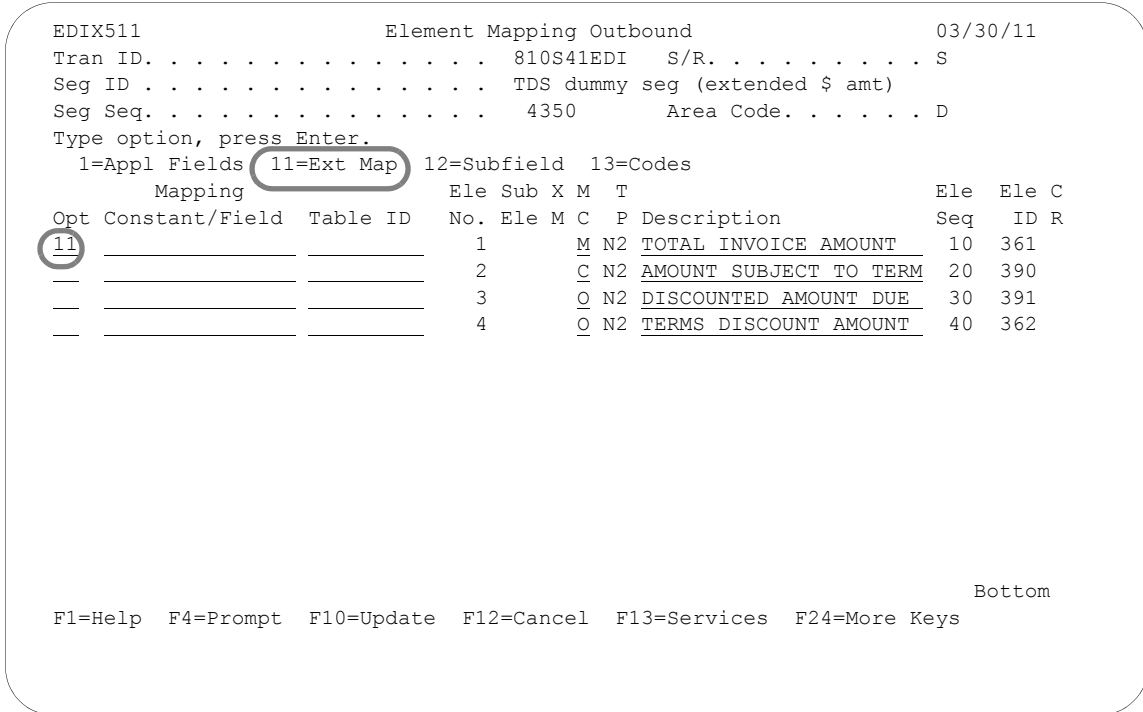 EDIX511 Element Mapping Outbound 03/30/11
Tran ID. . . . . . . . . . . . . . 810S41EDI S/R. . . . . . . . . S
Seg ID . . . . . . . . . . . . . . TDS dummy seg (extended $ amt)
Seg Seq. . . . . . . . . . . . . . 4350 Area Code. . . . . . D
Type option, press Enter.
1=Appl Fields 11=Ext Map 12=Subfield 13=Codes
Mapping Ele Sub X M T Ele Ele C
Opt Constant/Field Table ID No. Ele M C P Description Seq ID R
11 1 M N2 TOTAL INVOICE AMOUNT 10 361
2 C N2 AMOUNT SUBJECT TO TERM 20 390
3 O N2 DISCOUNTED AMOUNT DUE 30 391
4 O N2 TERMS DISCOUNT AMOUNT 40 362
Bottom
F1=Help F4=Prompt F10=Update F12=Cancel F13=Services F24=More Keys